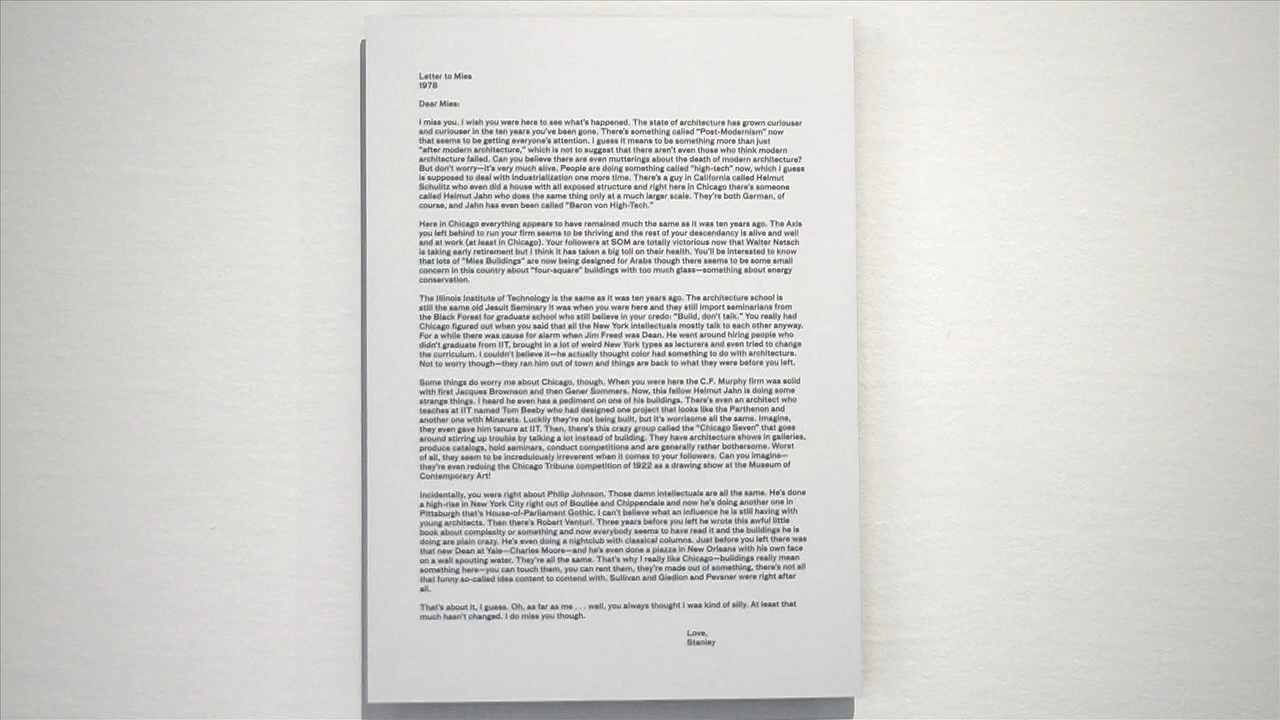 Letter to Mies
1978
Dear Mies:
I miss you. I wish you were here to see what's happened. The state of architecture has grown curiouser
and curiouser in the ten years you've been gone. There's something called "Post-Modernism" now
that seems to be getting everyone's attention. I guess it means to be something more than just
"after modern architecture," which is not to suggest that there aren't even those who think modern
architecture failed. Can you believe there are even mutterings about the death of modern architecture?
But don't worry—it's very much alive. People are doing something called "high-tech" now, which I guess
is supposed to deal with industrialization one more time. There's a guy in California called Helmut
Schulitz who even did a house with all exposed structure and right here in Chicago there's someone
called Helmut Jahn who does the same thing only at a much larger scale. They're both German, of
course, and Jahn has even been called "Baron von High-Tech."
Here in Chicago everything appears to have remained much the same as it was ten years ago. The Axis
you left behind to run your firm seems to be thriving and the rest of your descendancy is alive and well
and at work (at least in Chicago). Your followers at SOM are totally victorious now that Walter Netsch
is taking early retirement but I think it has taken a big toll on their health. You'll be interested to know
that lots of "Mies Buildings" are now being designed for Arabs though there seems to be some small
concern in this country about "four-square" buildings with too much glass—something about energy
conservation.
The Illinois Institute of Technology is the same as it was ten years ago. The architecture school is
still the same old Jesuit Seminary it was when you were here and they still import seminarians from
the Black Forest for graduate school who still believe in your credo: "Build, don't talk." You really had
Chicago figured out when you said that all the New York intellectuals mostly talk to each other anyway.
For a while there was cause for alarm when Jim Freed was Dean. He went around hiring people who
didn't graduate from IIT, brought in a lot of weird New York types as lecturers and even tried to change
the curriculum. I couldn't believe it—he actually thought color had something to do with architecture.
Not to worry though—they ran him out of town and things are back to what they were before you left.
Some things do worry me about Chicago, though. When you were here the C.F. Murphy firm was solid
with first Jacques Brownson and then Gener Sommers. Now, this fellow Helmut Jahn is doing some
strange things. I heard he even has a pediment on one of his buildings. There's even an architect who
teaches at IIT named Tom Beeby who had designed one project that looks like the Parthenon and
another one with Minarets. Luckily they're not being built, but it's worrisome all the same. Imagine,
they even gave him tenure at IIT. Then, there's this crazy group called the "Chicago Seven" that goes
around stirring up trouble by talking a lot instead of building. They have architecture shows in galleries,
produce catalogs, hold seminars, conduct competitions and are generally rather bothersome. Worst
of all, they seem to be incredulously irreverent when it comes to your followers. Can you imagine—
they're even redoing the Chicago Tribune competition of 1922 as a drawing show at the Museum of
Contemporary Art!
Incidentally, you were right about Philip Johnson. Those damn intellectuals are all the same. He's done
a high-rise in New York City right out of Boullée and Chippendale and now he's doing another one in
Pittsburgh that's House-of-Parliament Gothic. I can't believe what an influence he is still having with
young architects. Then there's Robert Venturi. Three years before you left he wrote this awful little
book about complexity or something and now everybody seems to have read it and the buildings he is
doing are plain crazy. He's even doing a nightclub with classical columns. Just before you left there was
that new Dean at Yale—Charles Moore—and he's even done a piazza in New Orleans with his own face
on a wall spouting water. They're all the same. That's why I really like Chicago—buildings really mean
something here—you can touch them, you can rent them, they're made out of something, there's not all
that funny so-called idea content to contend with. Sullivan and Giedion and Pevsner were right after
all.
That's about it, I guess. Oh, as far as me . . . well, you always thought I was kind of silly. At least that
much hasn't changed. I do miss you though.
Love,
Stanley